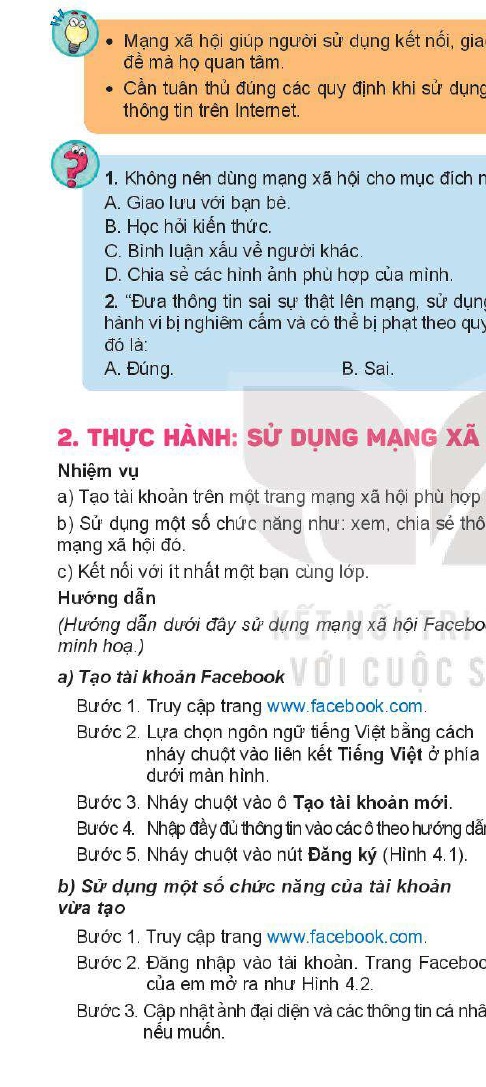 • Mạng xã hội giúp người sử dụng kết nối, gia
đề mà họ quan tâm.
• Cần tuân thủ đúng các quy định khi sử dụng
thông tin trên Internet.
1. Không nên dùng mạng xã hội cho mục đích n
A. Giao lưu với bạn bè.
B. Học hỏi kiến thức.
C. Bình luận xấu về người khác.
D. Chia sẻ các hình ảnh phù hợp của mình.
2. “Đưa thông tin sai sự thật lên mạng, sử dụng
hành vi bị nghiêm cấm và có thể bị phạt theo quy
đó là:
A. Đúng. B. Sai.
2. THỰC HÀNH: SỬ DỤNG MẠNG XÃ
Nhiệm vụ
a) Tạo tài khoản trên một trang mạng xã hội phù hợp
b) Sử dụng một số chức năng như: xem, chia sẻ thô
mạng xã hội đó.
c) Kết nối với ít nhất một bạn cùng lớp.
Hướng dẫn
KẾT NỐI TRI
(Hướng dẫn dưới đây sử dụng mạng xã hội Facebo
minh hoạ.)
VỚI CUỘC S
a) Tạo tài khoản Facebook
Bước 1. Truy cập trang www.facebook.com.
Bước 2. Lựa chọn ngôn ngữ tiếng Việt bằng cách
nháy chuột vào liên kết Tiếng Việt ở phía
dưới màn hình.
Bước 3. Nháy chuột vào ô Tạo tài khoản mới.
Bước 4. Nhập đầy đủ thông tin vào các ô theo hướng dẫn
Bước 5. Nháy chuột vào nút Đăng ký (Hình 4.1).
b) Sử dụng một số chức năng của tài khoản
vừa tạo
Bước 1. Truy cập trang www.facebook.com.
Bước 2. Đăng nhập vào tài khoản. Trang Faceboo
của em mở ra như Hình 4.2.
Bước 3. Cập nhật ảnh đại diện và các thông tin cá nhâ
nếu muốn.